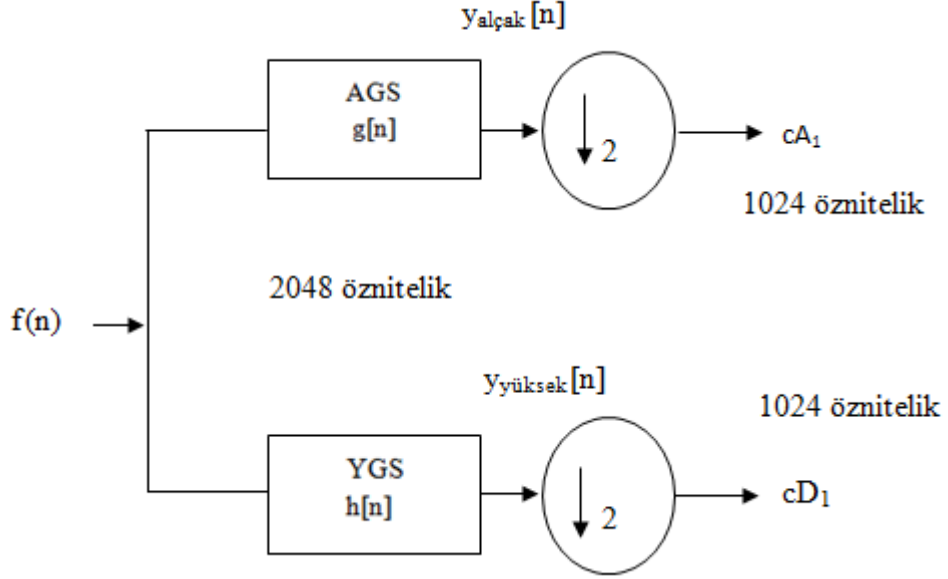 yalçak[n]
AGS
g[n]
2
cA1
1024 öznitelik
2048 öznitelik
f(n)
yyüksek[n]
1024 öznitelik
YGS
h[n]
2
cD1